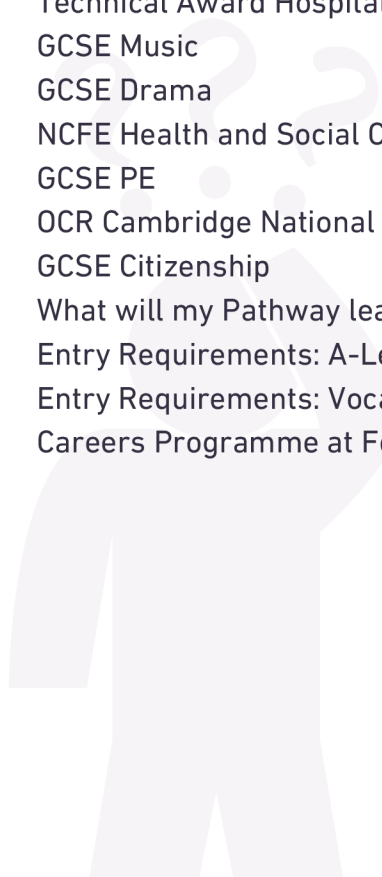 Technical Award
GCSE Music
GCSE Drama
NCFE Health and Social
GCSE PE
OCR Cambridge National
GCSE Citizenship
What will my Pathway
Entry Requirements:
Entry Requirements:
Careers Programme at
???